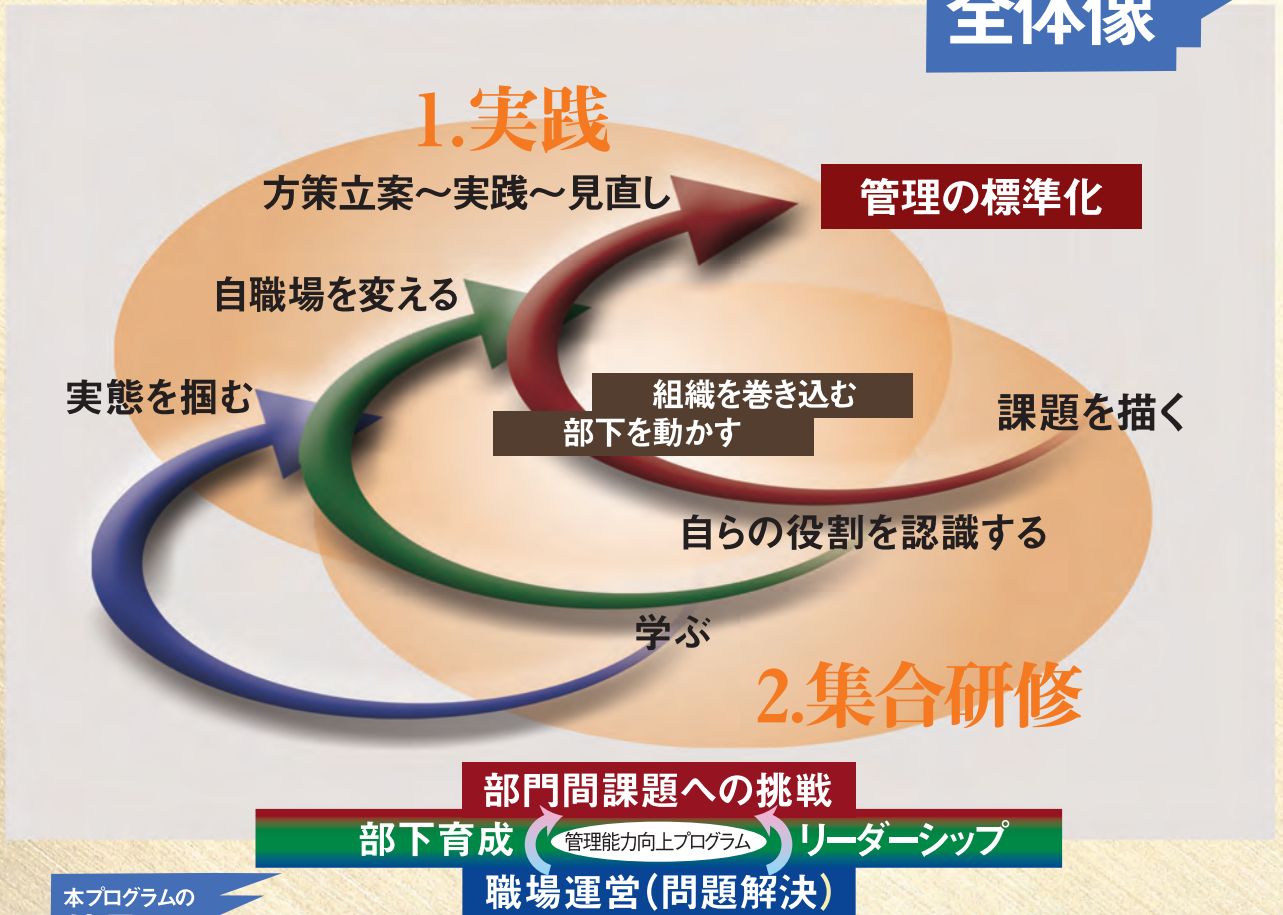 全体像
1.実践
方策立案～実践～見直し
管理の標準化
自職場を変える
実態を掴む
組織を巻き込む
部下を動かす
課題を描く
自らの役割を認識する
学ぶ
2.集合研修
部門間課題への挑戦
部下育成
管理能力向上プログラム
リーダーシップ
職場運営(問題解決)
本プログラムの